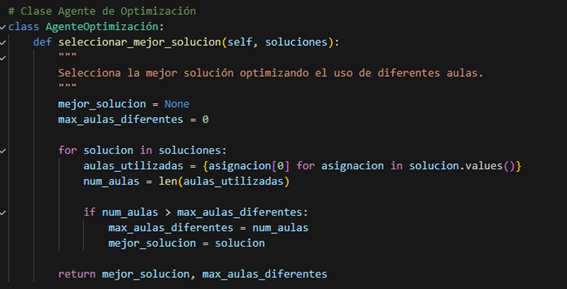 # Clase Agente de Optimización
class AgenteOptimización:
    def seleccionar_mejor_solucion(self, soluciones):
        """
        Selecciona la mejor solución optimizando el uso de diferentes aulas.
        """
        mejor_solucion = None
        max_aulas_diferentes = 0

        for solucion in soluciones:
            aulas_utilizadas = {asignacion[0] for asignacion in solucion.values()}
            num_aulas = len(aulas_utilizadas)

            if num_aulas > max_aulas_diferentes:
                max_aulas_diferentes = num_aulas
                mejor_solucion = solucion

        return mejor_solucion, max_aulas_diferentes